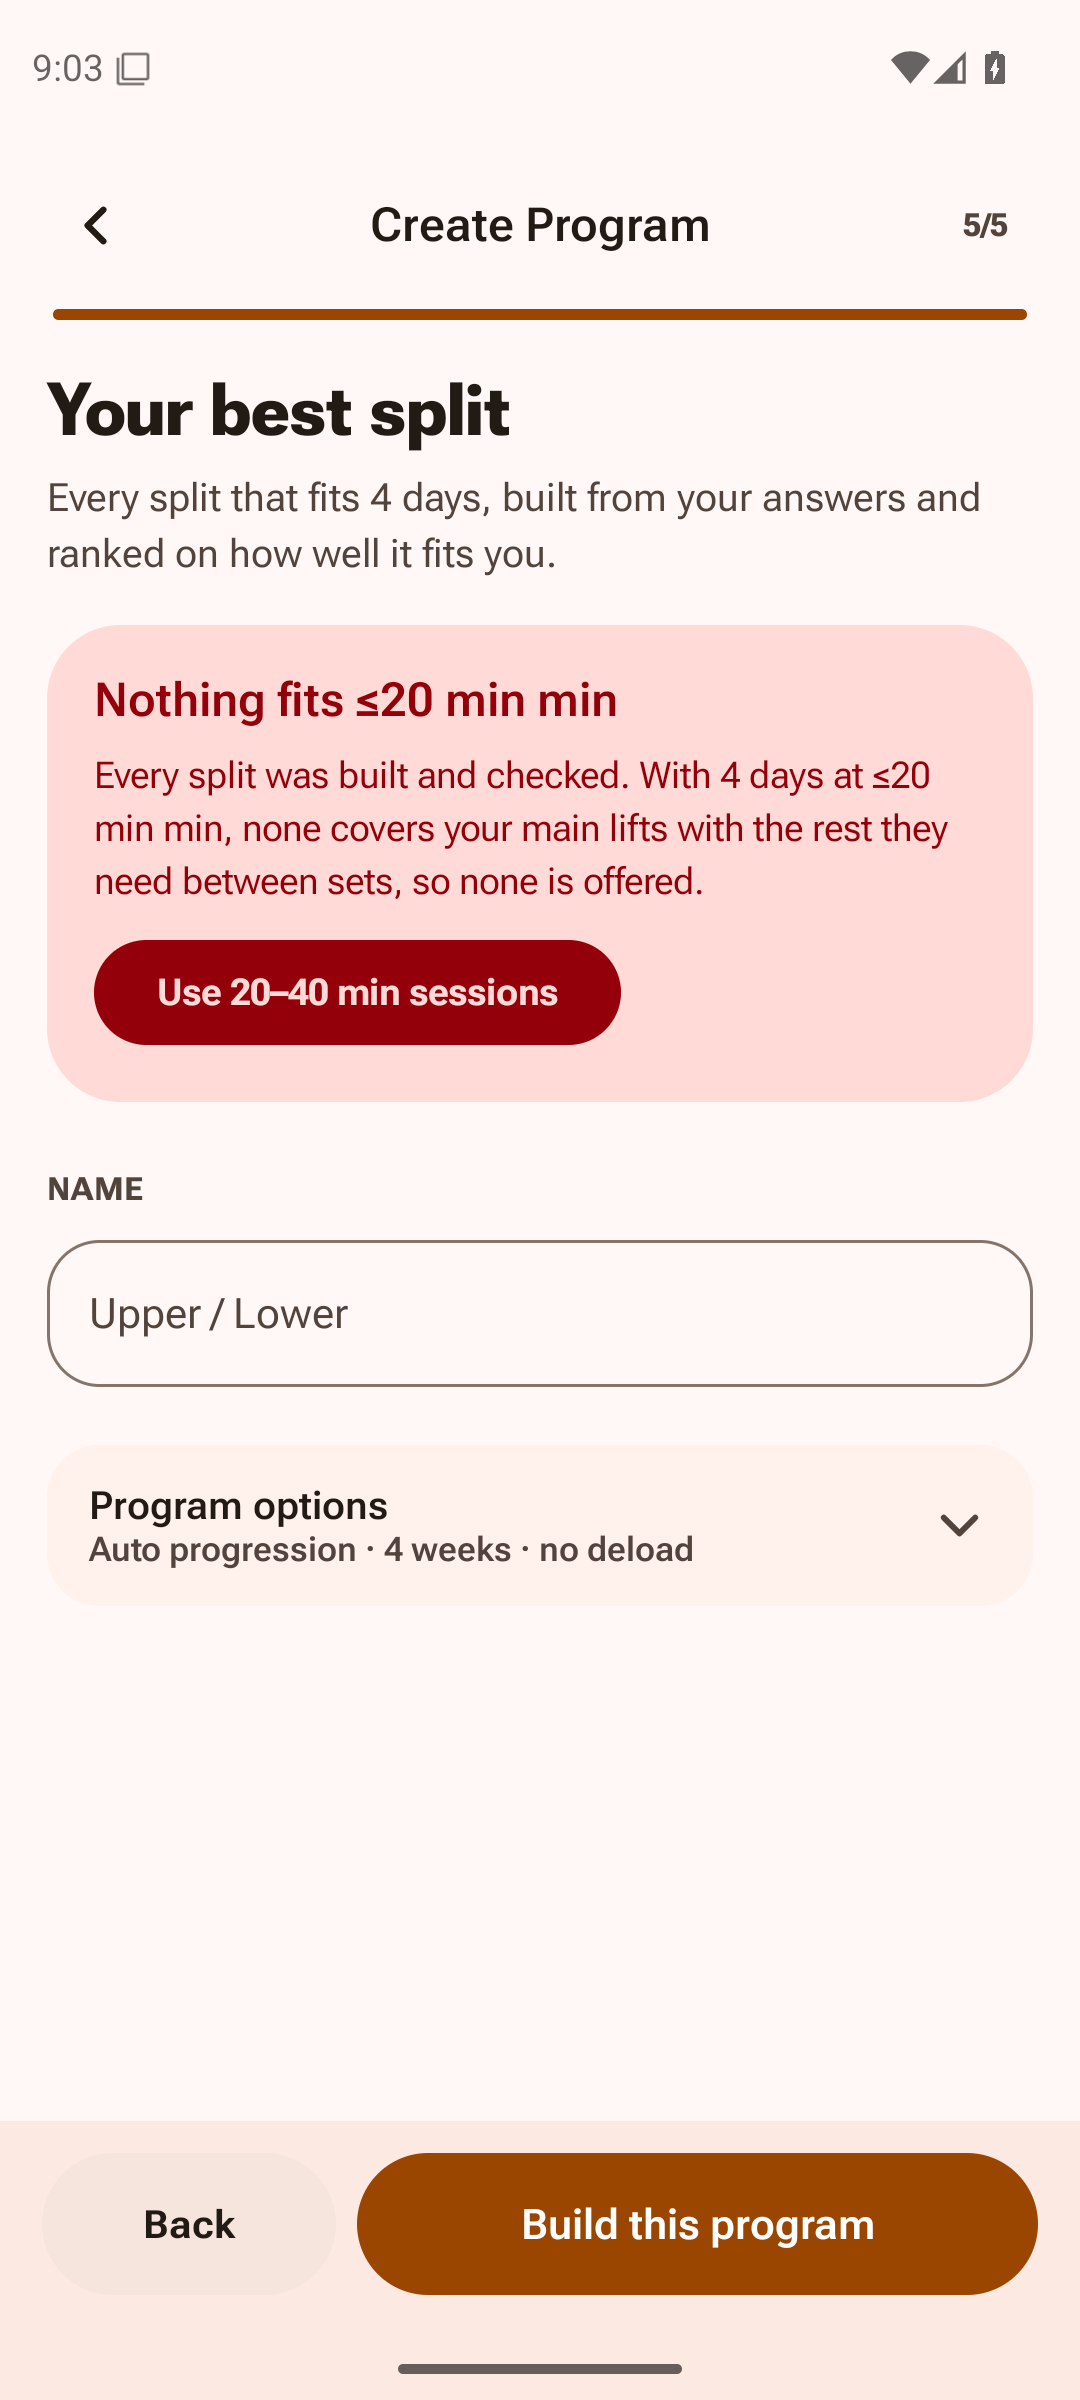 9:03
Create Program
5/5
Your best split
Every split that fits 4 days, built from your answers and
ranked on how well it fits you.
Nothing fits ≤20 min min
Every split was built and checked. With 4 days at ≤20
min min, none covers your main lifts with the rest they
need between sets, so none is offered.
Use 20–40 min sessions
NAME
Upper / Lower
Program options
Auto progression · 4 weeks · no deload
Back
Build this program